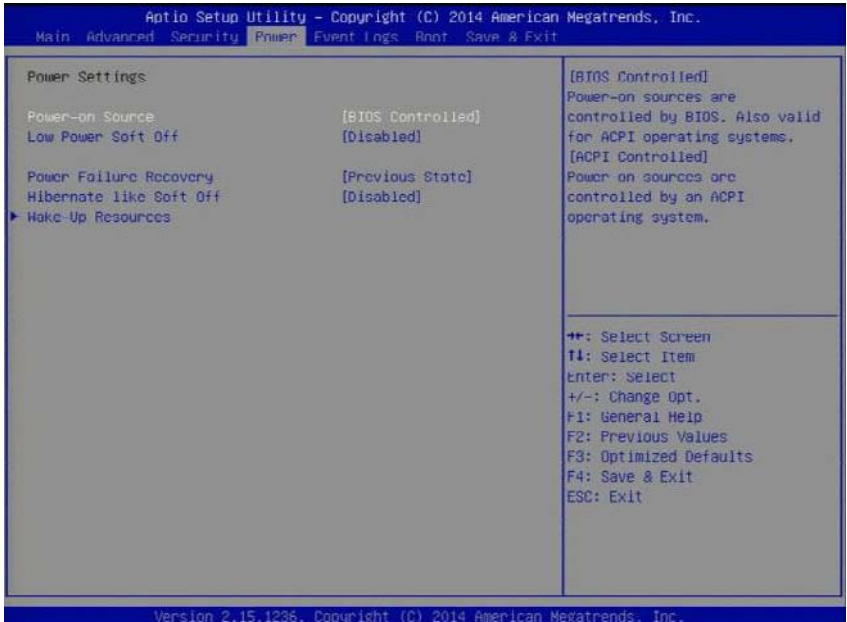 Aptio Setup Utility – Copyright (C) 2014 American Megatrends, Inc.
Main Advanced Security Power Event Logs Boot Save & Exit
Power Settings
Power-on Source [BIOS Controlled]
Low Power Soft Off [Disabled]
Power Failure Recovery [Previous State]
Hibernate like Soft Off [Disabled]
▶ Wake-Up Resources
[BIOS Controlled]
Power-on sources are
controlled by BIOS. Also valid
for ACPI operating systems.
[ACPI Controlled]
Power on sources are
controlled by an ACPI
operating system.
→←: Select Screen
↑↓: Select Item
Enter: Select
+/-: Change Opt.
F1: General Help
F2: Previous Values
F3: Optimized Defaults
F4: Save & Exit
ESC: Exit
Version 2.15.1236. Copyright (C) 2014 American Megatrends, Inc.